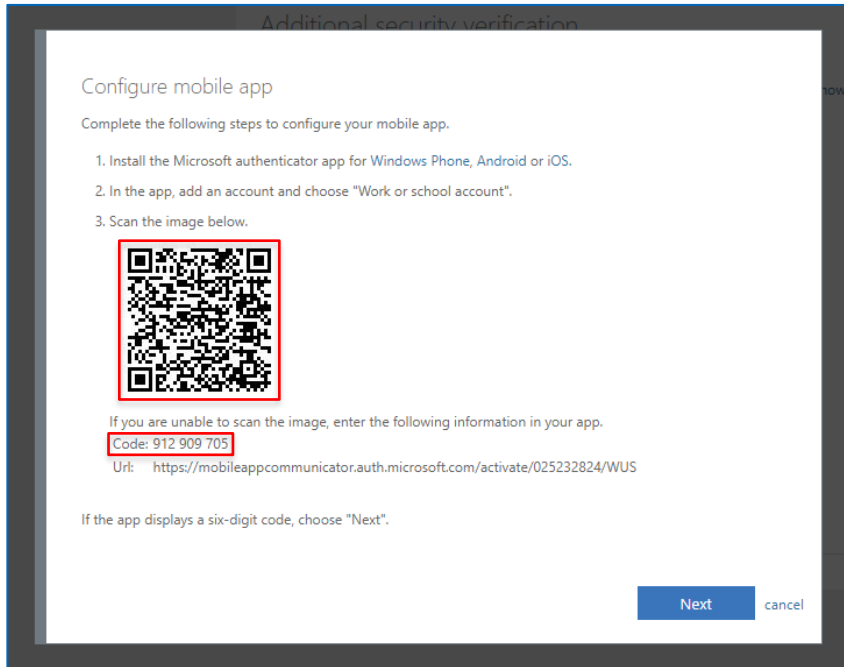 Additional security verification
Configure mobile app
Complete the following steps to configure your mobile app.
1. Install the Microsoft authenticator app for Windows Phone, Android or iOS.
2. In the app, add an account and choose "Work or school account".
3. Scan the image below.
If you are unable to scan the image, enter the following information in your app.
Code: 912 909 705
Url: https://mobileappcommunicator.auth.microsoft.com/activate/025232824/WUS
If the app displays a six-digit code, choose "Next".
Next cancel